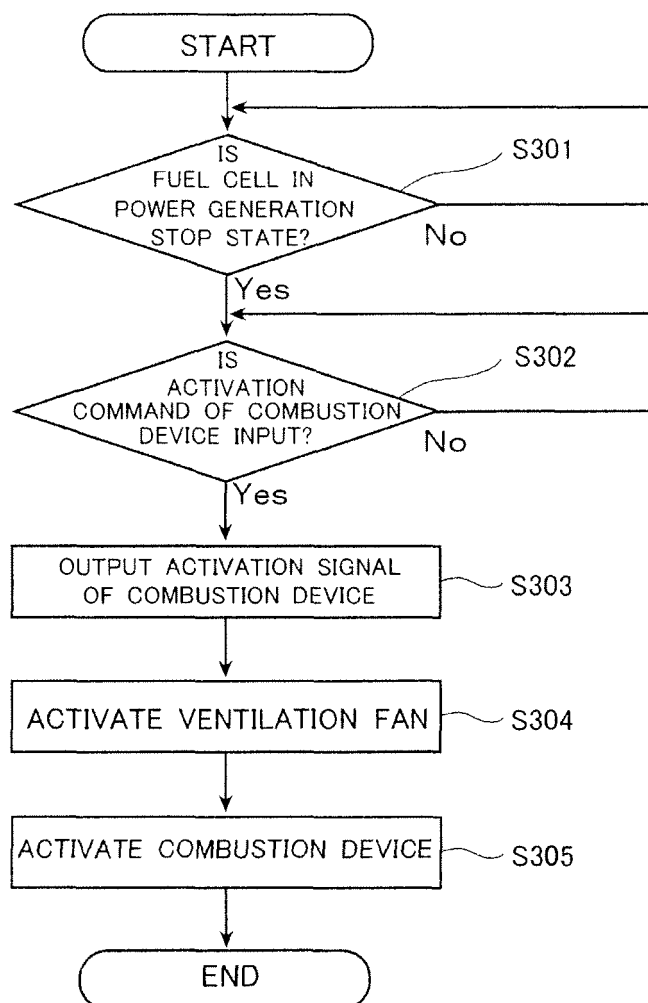 START
IS
FUEL CELL IN
POWER GENERATION
STOP STATE?
S301
No
Yes
IS
ACTIVATION
COMMAND OF COMBUSTION
DEVICE INPUT?
S302
No
Yes
OUTPUT ACTIVATION SIGNAL
OF COMBUSTION DEVICE
S303
ACTIVATE VENTILATION FAN
S304
ACTIVATE COMBUSTION DEVICE
S305
END